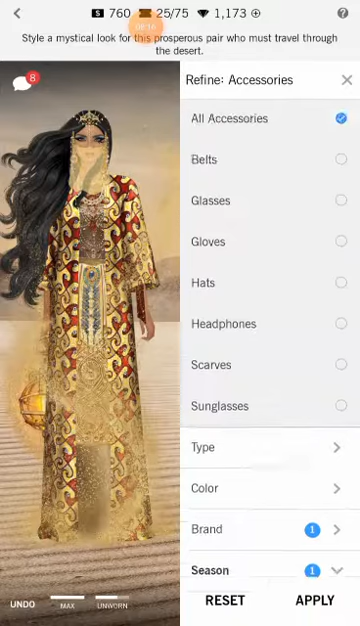 $ 760 25/75 1,173
Style a mystical look for this prosperous pair who must travel through
the desert.
8
Refine: Accessories
All Accessories
Belts
Glasses
Gloves
Hats
Headphones
Scarves
Sunglasses
Type
Color
Brand 1
Season 1
UNDO MAX UNWORN RESET APPLY